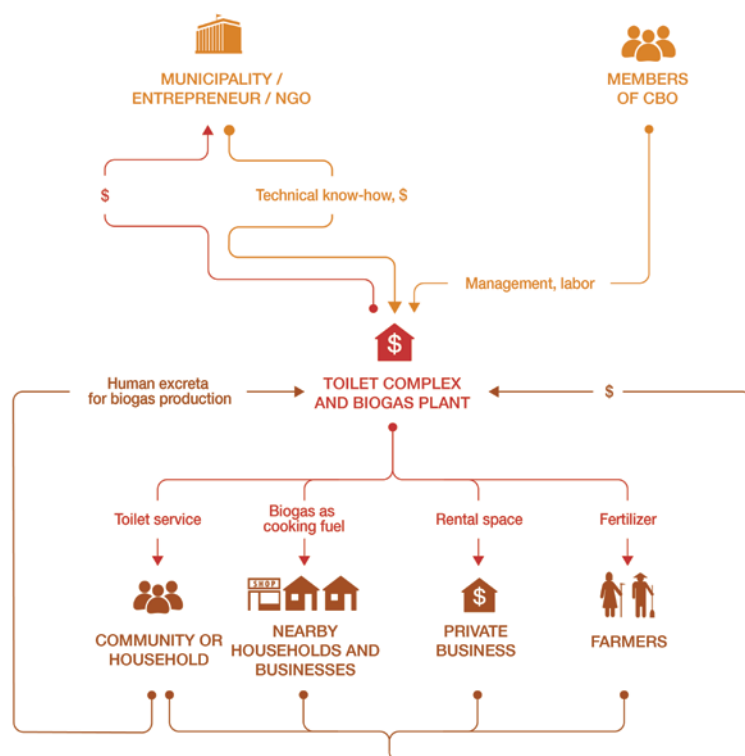 MUNICIPALITY /
ENTREPRENEUR / NGO
MEMBERS
OF CBO
$
Technical know-how, $
Management, labor
$
Human excreta
for biogas production
TOILET COMPLEX
AND BIOGAS PLANT
$
Toilet service
Biogas as
cooking fuel
Rental space
Fertilizer
SHOP
$
COMMUNITY OR
HOUSEHOLD
NEARBY
HOUSEHOLDS AND
BUSINESSES
PRIVATE
BUSINESS
FARMERS